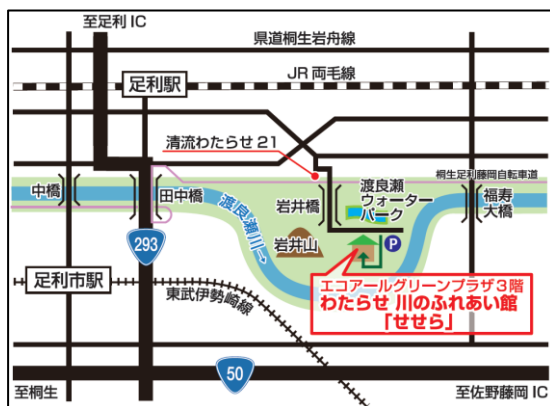 至足利IC
県道桐生岩舟線
JR両毛線
足利駅
清流わたらせ21
桐生足利藤岡自転車道
中橋
田中橋
渡良瀬川
岩井橋
渡良瀬
ウォーター
パーク
福寿
大橋
岩井山
P
293
足利市駅
東武伊勢崎線
エコアールグリーンプラザ3階
わたらせ 川のふれあい館
「せせら」
50
至桐生
至佐野藤岡IC